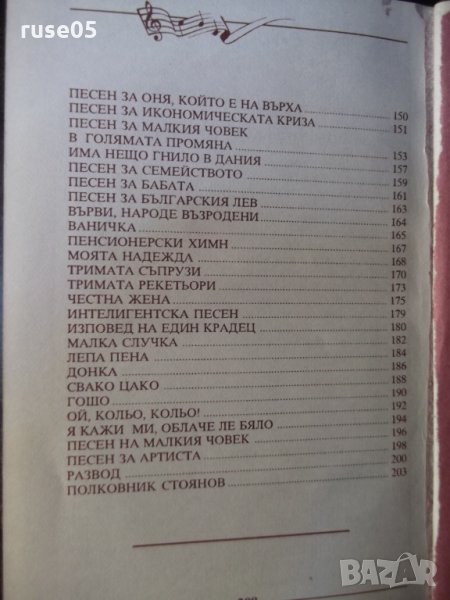 ruse05
ПЕСЕН ЗА ОНЯ, КОЙТО Е НА ВЪРХА 150
ПЕСЕН ЗА ИКОНОМИЧЕСКАТА КРИЗА 151
ПЕСЕН ЗА МАЛКИЯ ЧОВЕК
В ГОЛЯМАТА ПРОМЯНА 153
ИМА НЕЩО ГНИЛО В ДАНИЯ 157
ПЕСЕН ЗА СЕМЕЙСТВОТО 159
ПЕСЕН ЗА БАБАТА 161
ПЕСЕН ЗА БЪЛГАРСКИЯ ЛЕВ 163
ВЪРВИ, НАРОДЕ ВЪЗРОДЕНИ 164
ВАНИЧКА 165
ПЕНСИОНЕРСКИ ХИМН 167
МОЯТА НАДЕЖДА 168
ТРИМАТА СЪПРУЗИ 170
ТРИМАТА РЕКЕТЬОРИ 173
ЧЕСТНА ЖЕНА 175
ИНТЕЛИГЕНТСКА ПЕСЕН 179
ИЗПОВЕД НА ЕДИН КРАДЕЦ 180
МАЛКА СЛУЧКА 182
ЛЕПА ПЕНА 184
ДОНКА 186
СВАКО ЦАКО 188
ГОШО 190
ОЙ, КОЛЬО, КОЛЬО! 192
Я КАЖИ МИ, ОБЛАЧЕ ЛЕ БЯЛО 194
ПЕСЕН НА МАЛКИЯ ЧОВЕК 196
ПЕСЕН ЗА АРТИСТА 198
РАЗВОД 200
ПОЛКОВНИК СТОЯНОВ 203
BAZAR